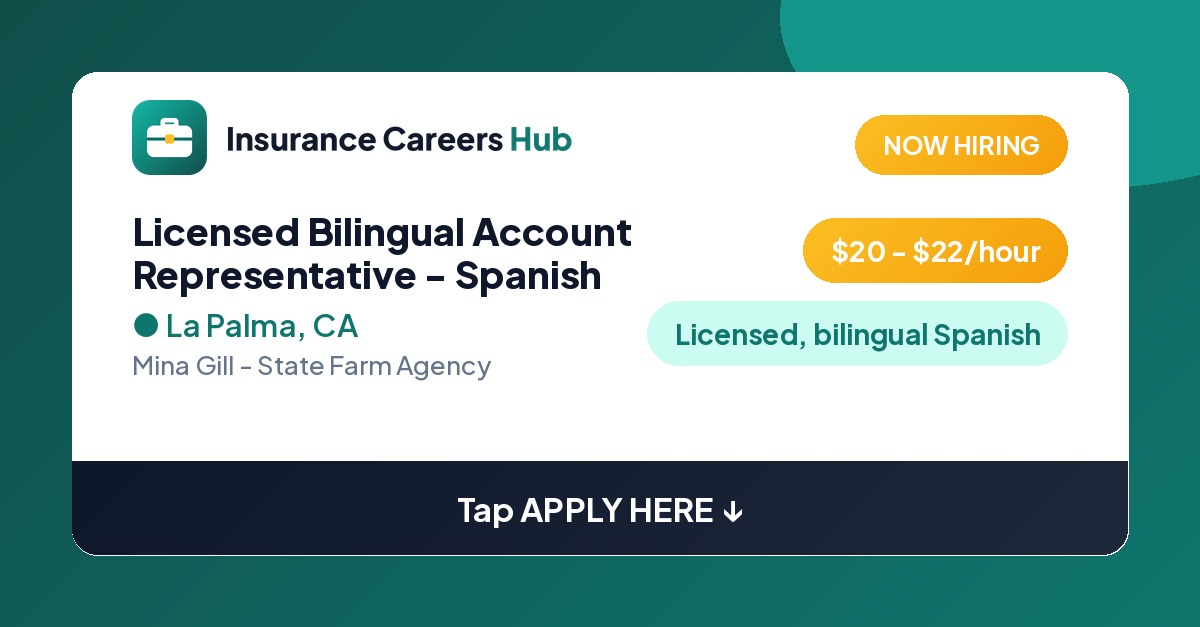 Insurance Careers Hub
NOW HIRING
Licensed Bilingual Account
Representative – Spanish
$20 – $22/hour
La Palma, CA
Licensed, bilingual Spanish
Mina Gill – State Farm Agency
Tap APPLY HERE ↓